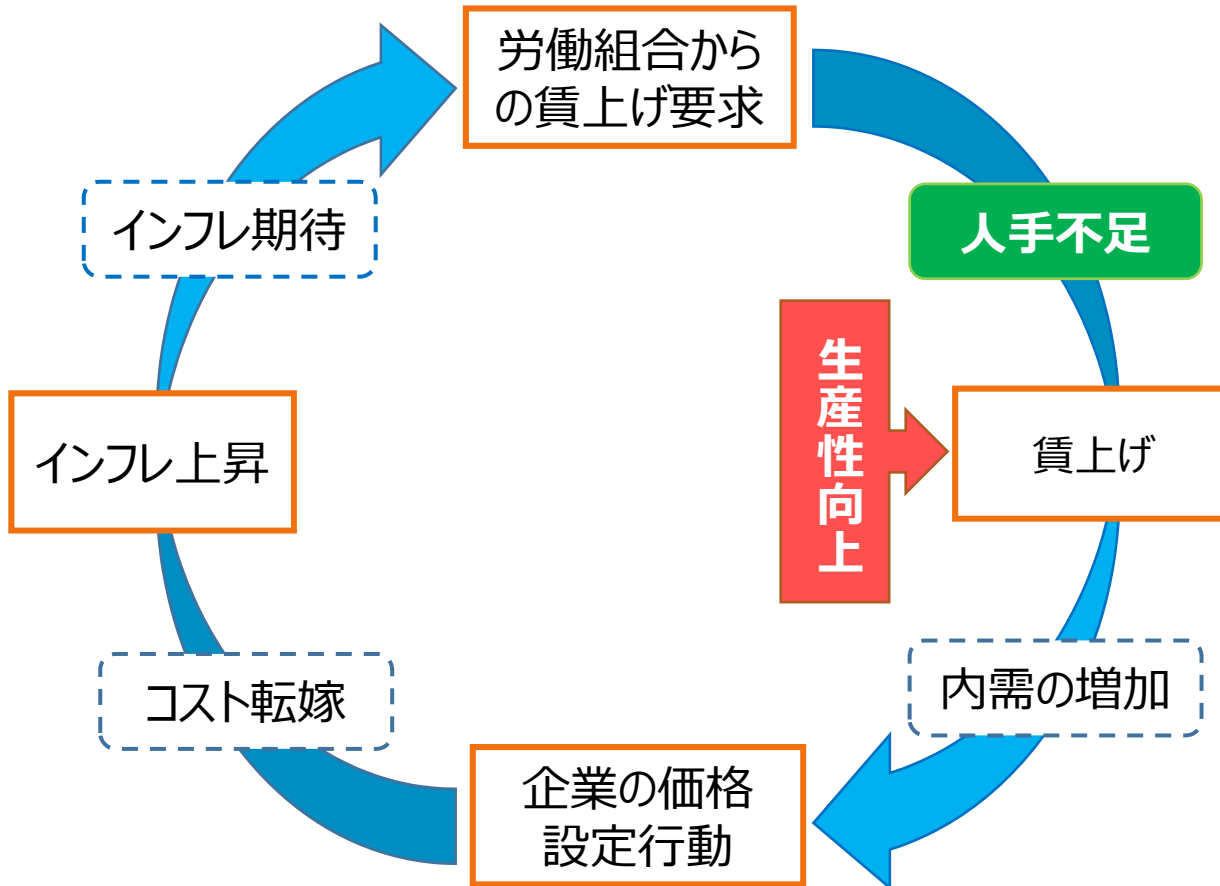 労働組合から
の賃上げ要求
インフレ期待
人手不足
生産性向上
インフレ上昇
賃上げ
コスト転嫁
内需の増加
企業の価格
設定行動